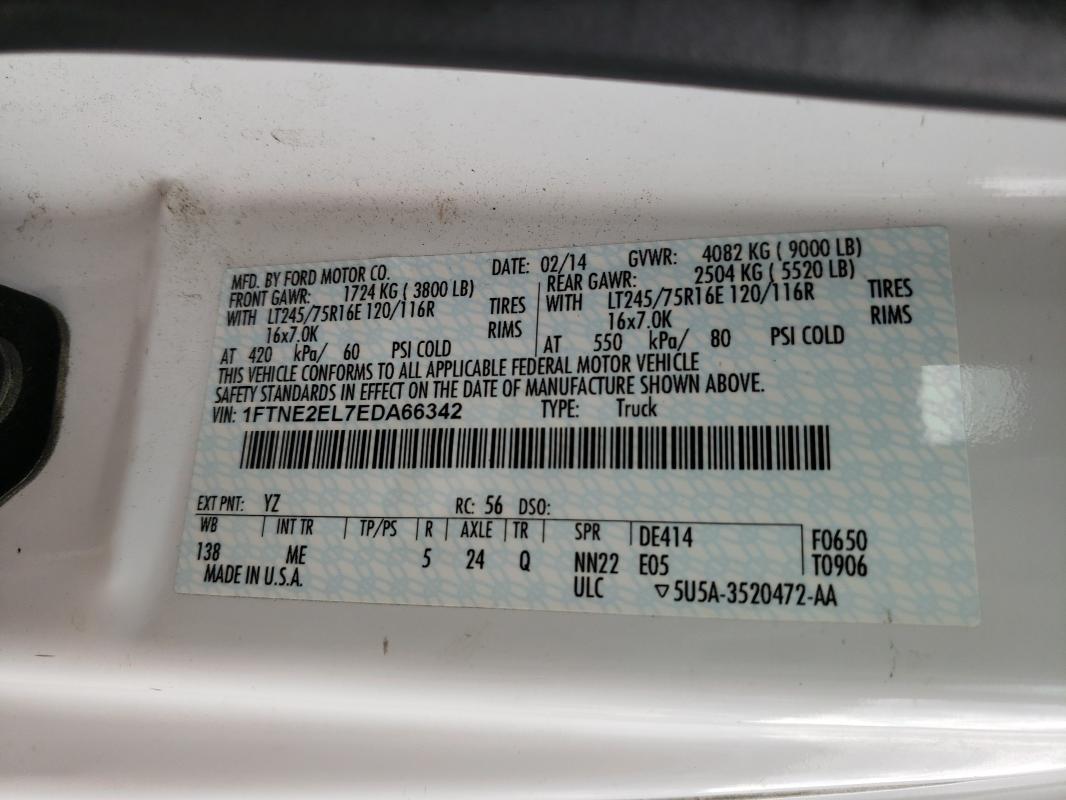 MFD. BY FORD MOTOR CO. DATE: 02/14 GVWR: 4082 KG ( 9000 LB)
FRONT GAWR: 1724 KG ( 3800 LB) REAR GAWR: 2504 KG ( 5520 LB)
WITH LT245/75R16E 120/116R TIRES WITH LT245/75R16E 120/116R TIRES
16x7.0K RIMS 16x7.0K RIMS
AT 420 kPa/ 60 PSI COLD AT 550 kPa/ 80 PSI COLD
THIS VEHICLE CONFORMS TO ALL APPLICABLE FEDERAL MOTOR VEHICLE
SAFETY STANDARDS IN EFFECT ON THE DATE OF MANUFACTURE SHOWN ABOVE.
VIN: 1FTNE2EL7EDA66342 TYPE: Truck
EXT PNT: YZ RC: 56 DSO:
WB INT TR TP/PS R AXLE TR SPR DE414 F0650
138 ME 5 24 Q NN22 E05 T0906
MADE IN U.S.A. ULC ▽5U5A-3520472-AA